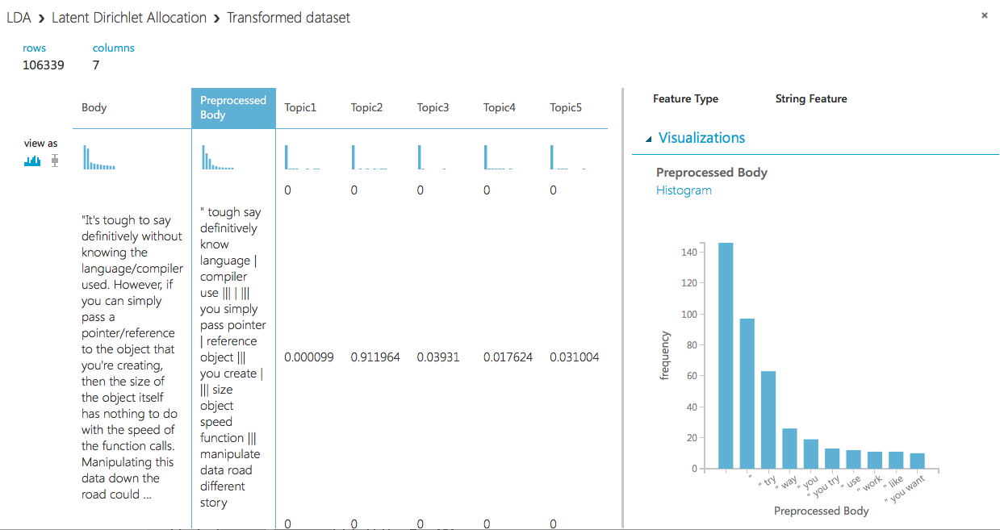 LDA › Latent Dirichlet Allocation › Transformed dataset
×
rows columns
106339 7
Body
Preprocessed
Body
Topic1 Topic2 Topic3 Topic4 Topic5
view as
0 0 0 0 0
"It's tough to say
definitively without
knowing the
language/compiler
used. However, if
you can simply
pass a
pointer/reference
to the object that
you're creating,
then the size of
the object itself
has nothing to do
with the speed of
the function calls.
Manipulating this
data down the
road could ...
" tough say
definitively
know
language |
compiler
use ||| | |||
you simply
pass pointer
| reference
object |||
you create |
||| size
object
speed
function |||
manipulate
data road
different
story
0.000099 0.911964 0.03931 0.017624 0.031004
0 0 0 0 0
Feature Type String Feature
Visualizations
Preprocessed Body
Histogram
140
120
100
80
60
40
20
0
frequency
"
" try
" way
" you
" you try
" use
" work
" like
" you want
Preprocessed Body